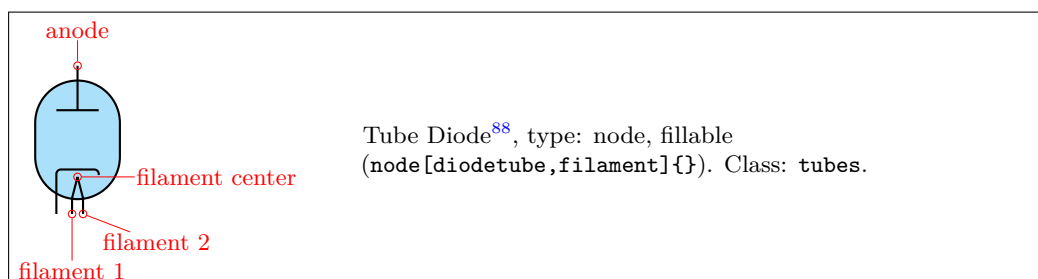 anode
Tube Diode88, type: node, fillable
(node[diodetube,filament]{}). Class: tubes.
filament center
filament 2
filament 1